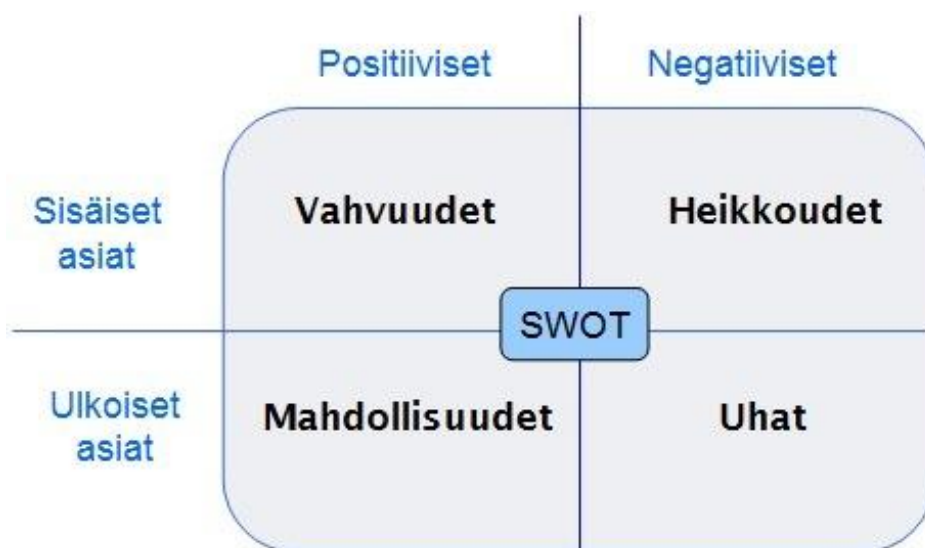 Positiiviset
Negatiiviset
Sisäiset
asiat
Vahvuudet
Heikkoudet
SWOT
Ulkoiset
asiat
Mahdollisuudet
Uhat